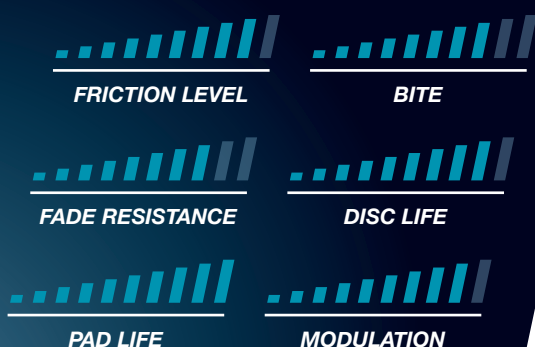 FRICTION LEVEL
BITE
FADE RESISTANCE
DISC LIFE
PAD LIFE
MODULATION